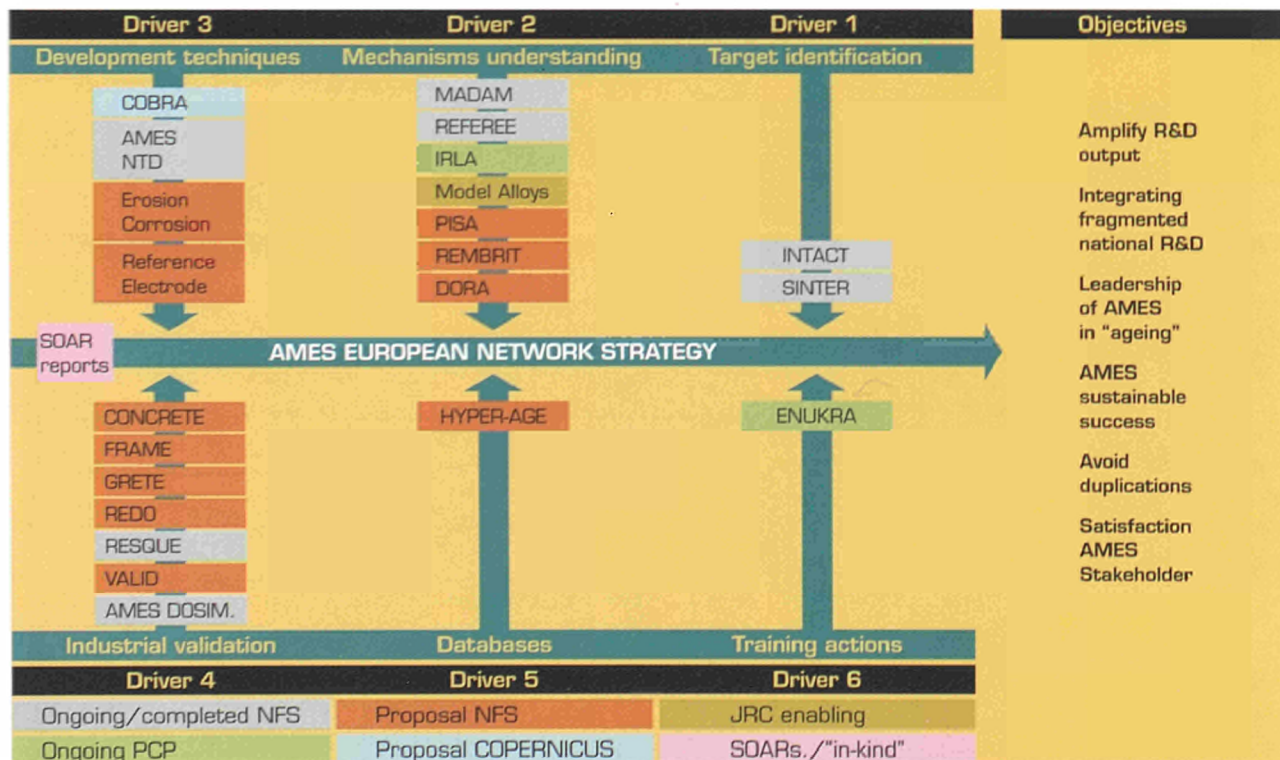 Driver 3
Driver 2
Driver 1
Objectives
Development techniques
Mechanisms understanding
Target identification
COBRA
AMES
NTD
Erosion
Corrosion
Reference
Electrode
MADAM
REFEREE
IRLA
Model Alloys
PISA
REMBRIT
DORA
INTACT
SINTER
SOAR
reports
AMES EUROPEAN NETWORK STRATEGY
CONCRETE
FRAME
GRETE
REDO
RESQUE
VALID
AMES DOSIM.
HYPER-AGE
ENUKRA
Amplify R&D
output
Integrating
fragmented
national R&D
Leadership
of AMES
in "ageing"
AMES
sustainable
success
Avoid
duplications
Satisfaction
AMES
Stakeholder
Industrial validation
Databases
Training actions
Driver 4
Driver 5
Driver 6
Ongoing/completed NFS
Proposal NFS
JRC enabling
Ongoing PCP
Proposal COPERNICUS
SOARs./"in-kind"